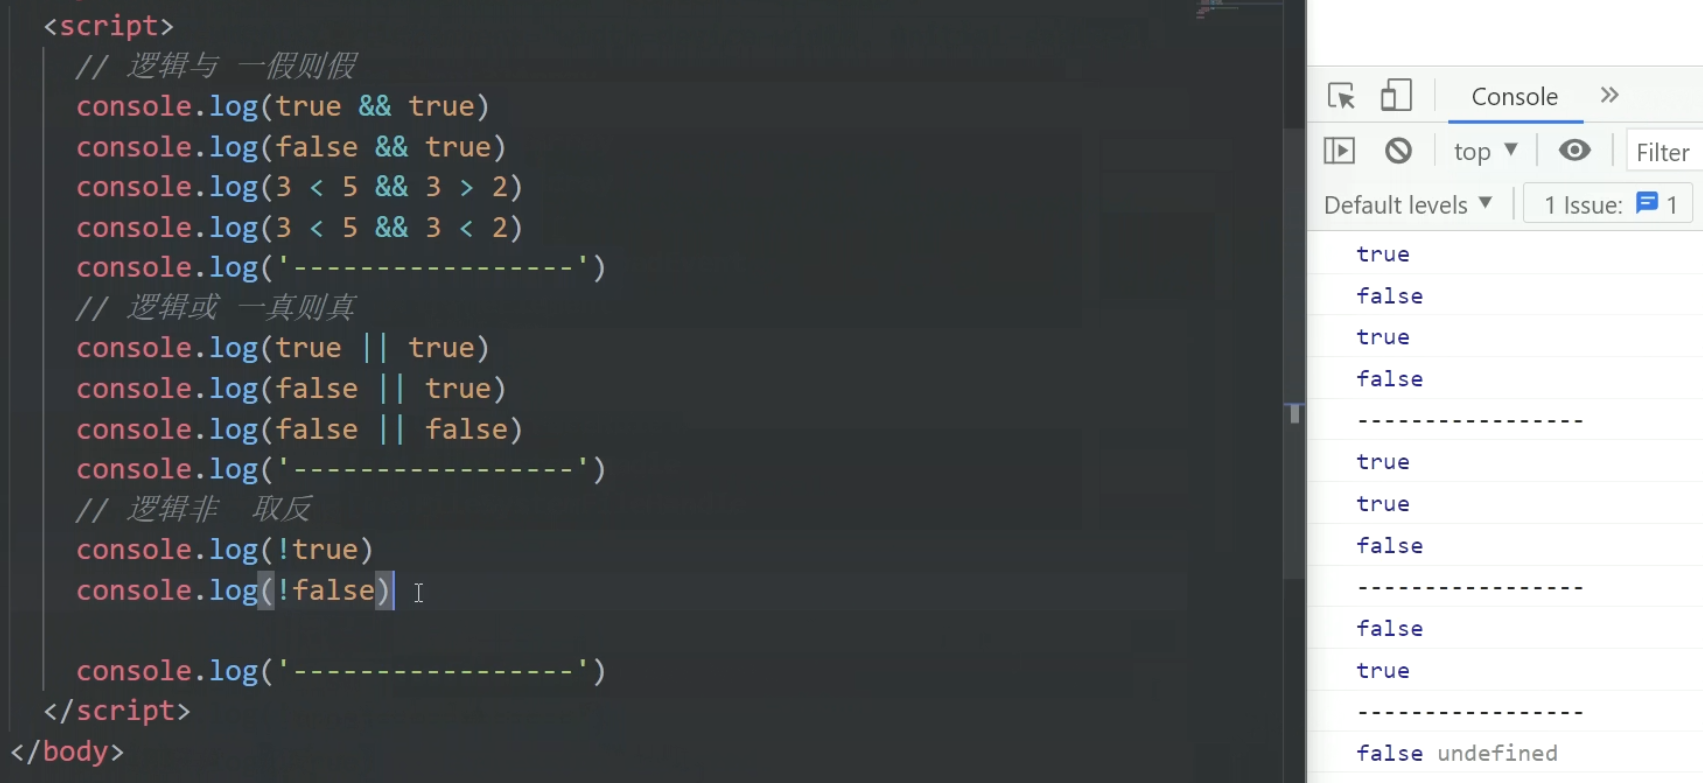 <script>
// 逻辑与 一假则假
console.log(true && true)
console.log(false && true)
console.log(3 < 5 && 3 > 2)
console.log(3 < 5 && 3 < 2)
console.log('-----------------')
// 逻辑或 一真则真
console.log(true || true)
console.log(false || true)
console.log(false || false)
console.log('-----------------')
// 逻辑非  取反
console.log(!true)
console.log(!false)
console.log('-----------------')
</script>
</body>
Console »
top ▼ Filter
Default levels ▼ 1 Issue: 1
true
false
true
false
-----------------
true
true
false
-----------------
false
true
-----------------
false undefined